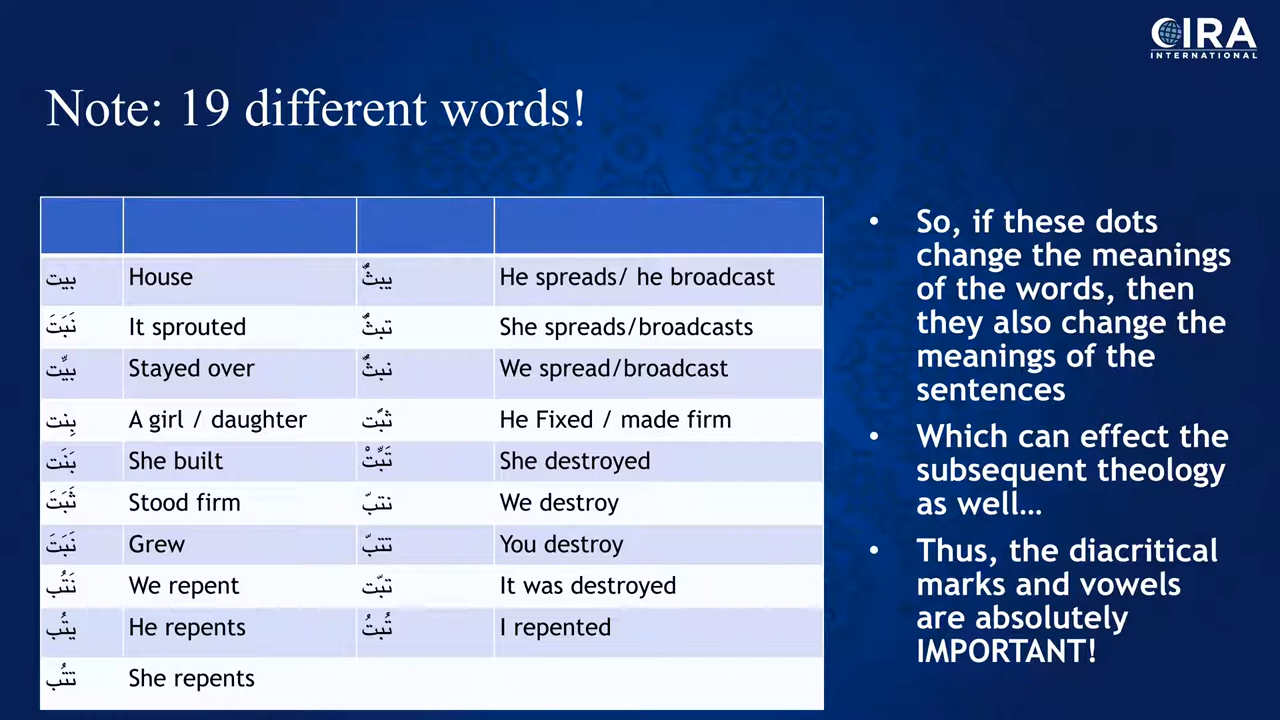 CIRA
INTERNATIONAL
Note: 19 different words!
بيت House يبثٌّ He spreads/ he broadcast
نَبَتَ It sprouted تبثٌّ She spreads/broadcasts
بيِّت Stayed over نبثٌّ We spread/broadcast
بِنت A girl / daughter ثبَّت He Fixed / made firm
بَنَت She built تَبِّتْ She destroyed
ثَبَتَ Stood firm نتبّ We destroy
نَبَتَ Grew تتبّ You destroy
نَتُب We repent تبّت It was destroyed
يتُب He repents تُبتُ I repented
تتُب She repents
• So, if these dots
change the meanings
of the words, then
they also change the
meanings of the
sentences
• Which can effect the
subsequent theology
as well…
• Thus, the diacritical
marks and vowels
are absolutely
IMPORTANT!